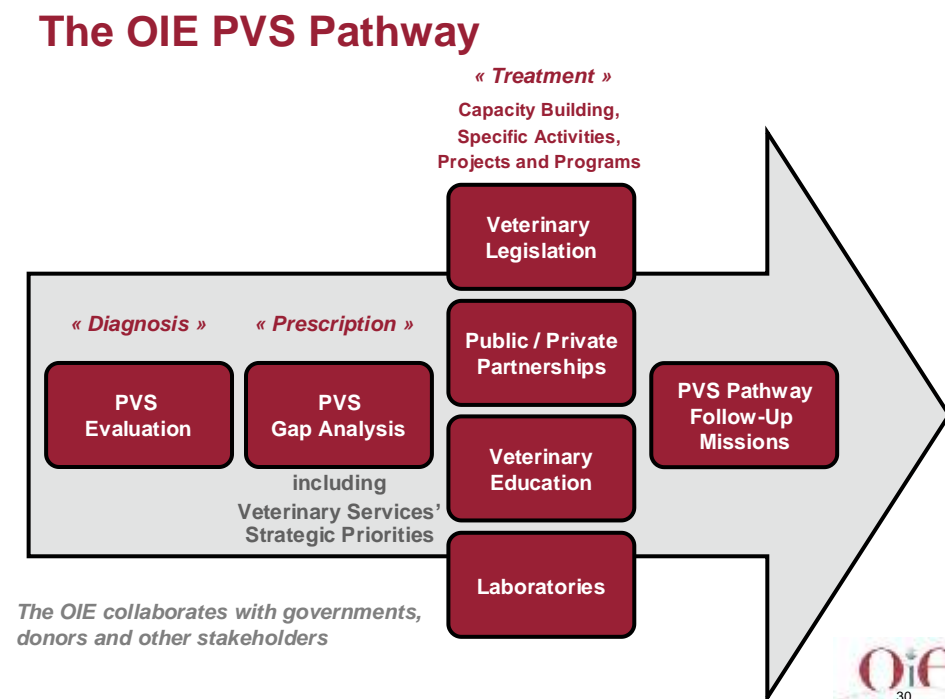 The OIE PVS Pathway
« Treatment »
Capacity Building,
Specific Activities,
Projects and Programs
Veterinary
Legislation
« Diagnosis »
« Prescription »
Public / Private
Partnerships
PVS
Evaluation
PVS
Gap Analysis
PVS Pathway
Follow-Up
Missions
including
Veterinary Services’
Strategic Priorities
Veterinary
Education
Laboratories
The OIE collaborates with governments,
donors and other stakeholders
OiE
30